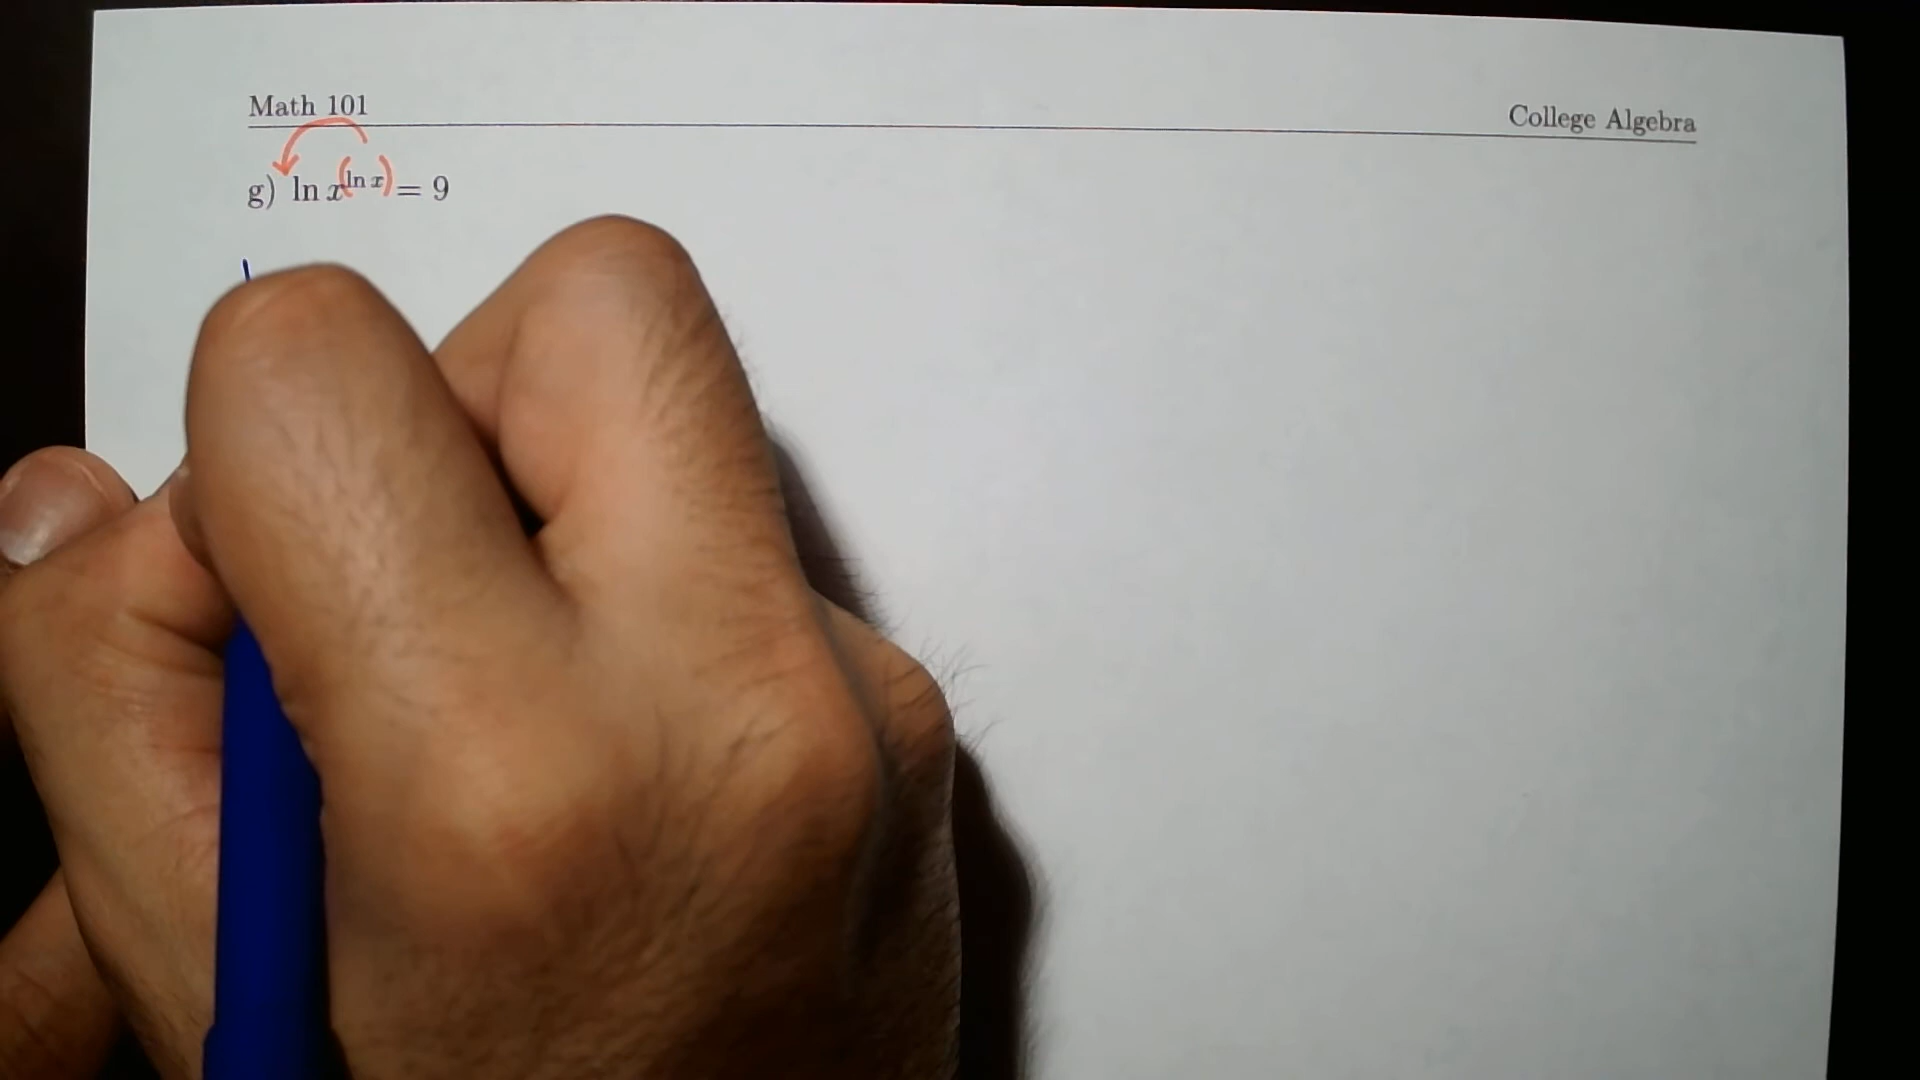 Math 101 College Algebra
g) ln x^(ln x) = 9